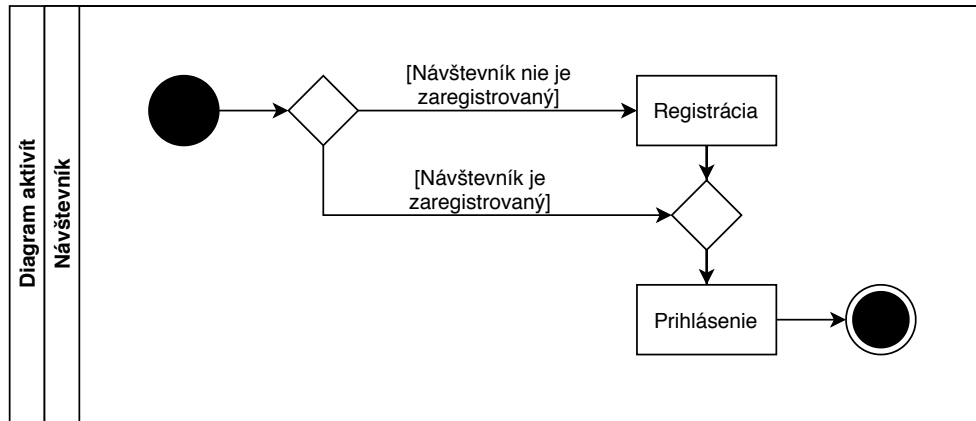 Diagram aktivít
Návštevník
[Návštevník nie je
zaregistrovaný]
Registrácia
[Návštevník je
zaregistrovaný]
Prihlásenie